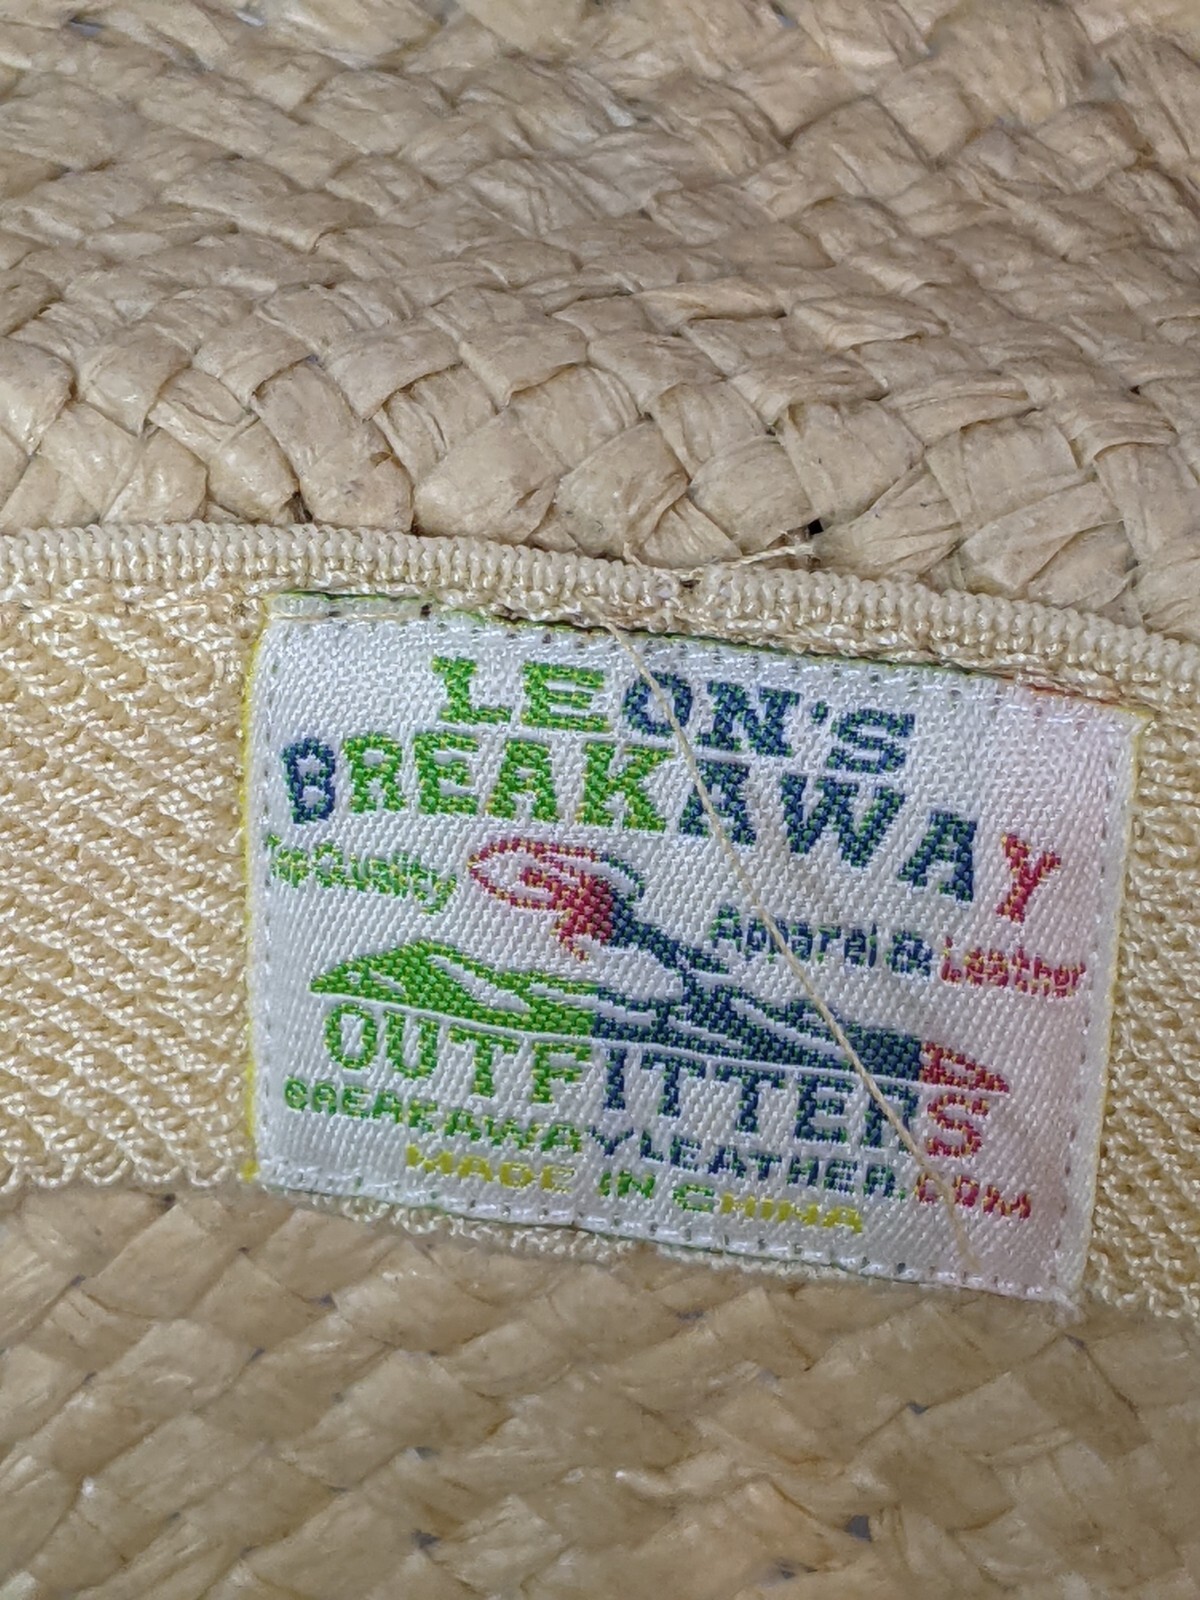 LEON'S
BREAKAWAY
Top Quality
Apparel & Leather
OUTFITTERS
BREAKAWAYLEATHER.COM
MADE IN CHINA